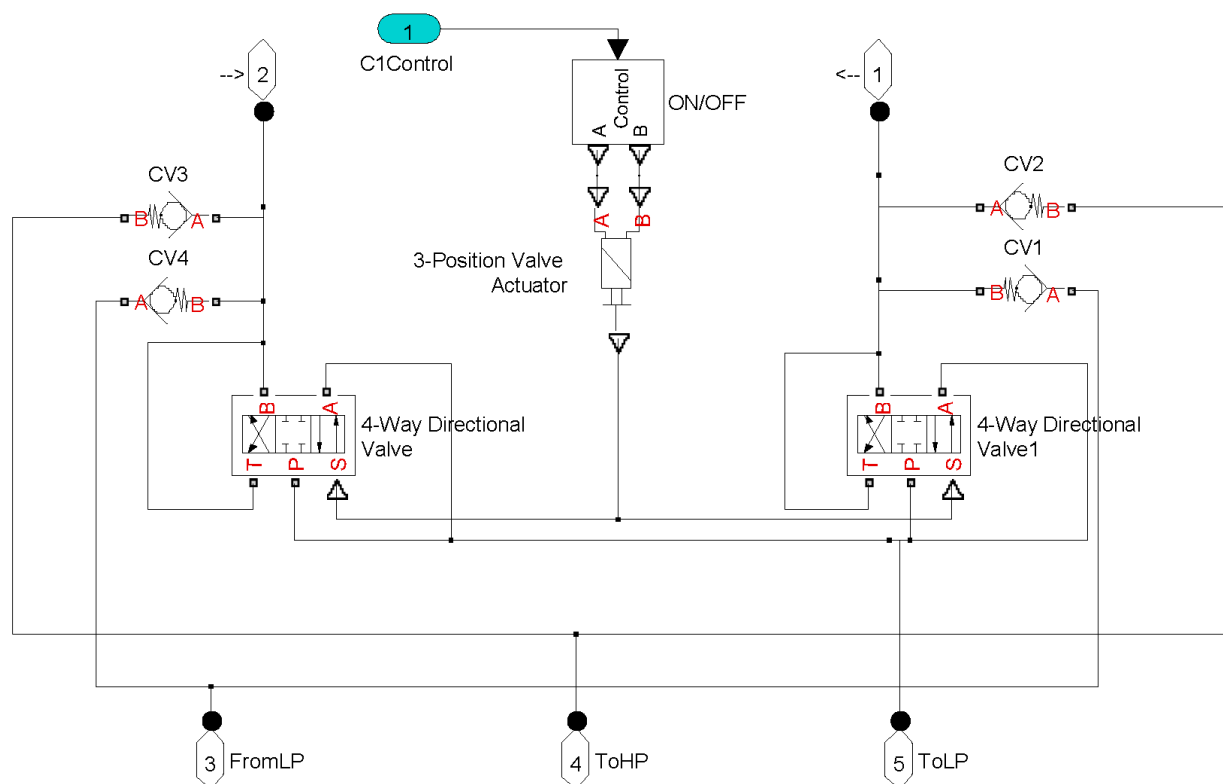 1
C1Control
--> 2
<-- 1
Control
A B
ON/OFF
CV3
B A
CV2
A B
A B
3-Position Valve
Actuator
CV4
A B
CV1
B A
B A
T P S
4-Way Directional
Valve
B A
T P S
4-Way Directional
Valve1
3 FromLP
4 ToHP
5 ToLP